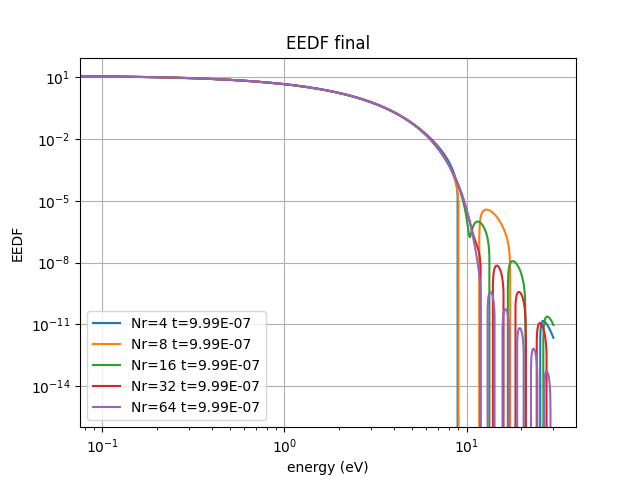 EEDF final
EEDF
10^1
10^-2
10^-5
10^-8
10^-11
10^-14
Nr=4 t=9.99E-07
Nr=8 t=9.99E-07
Nr=16 t=9.99E-07
Nr=32 t=9.99E-07
Nr=64 t=9.99E-07
10^-1
10^0
10^1
energy (eV)